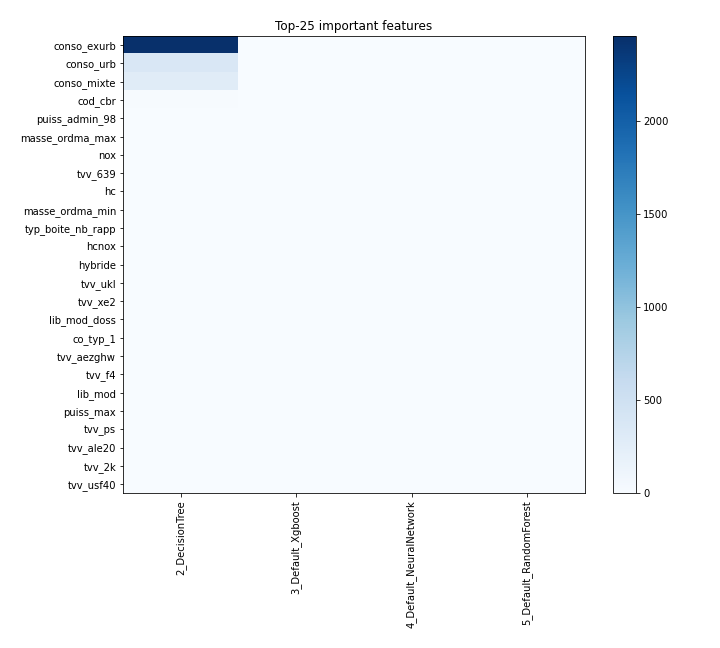 Top-25 important features
conso_exurb
conso_urb
conso_mixte
cod_cbr
puiss_admin_98
masse_ordma_max
nox
tvv_639
hc
masse_ordma_min
typ_boite_nb_rapp
hcnox
hybride
tvv_ukl
tvv_xe2
lib_mod_doss
co_typ_1
tvv_aezghw
tvv_f4
lib_mod
puiss_max
tvv_ps
tvv_ale20
tvv_2k
tvv_usf40
2_DecisionTree
3_Default_Xgboost
4_Default_NeuralNetwork
5_Default_RandomForest
2000
1500
1000
500
0